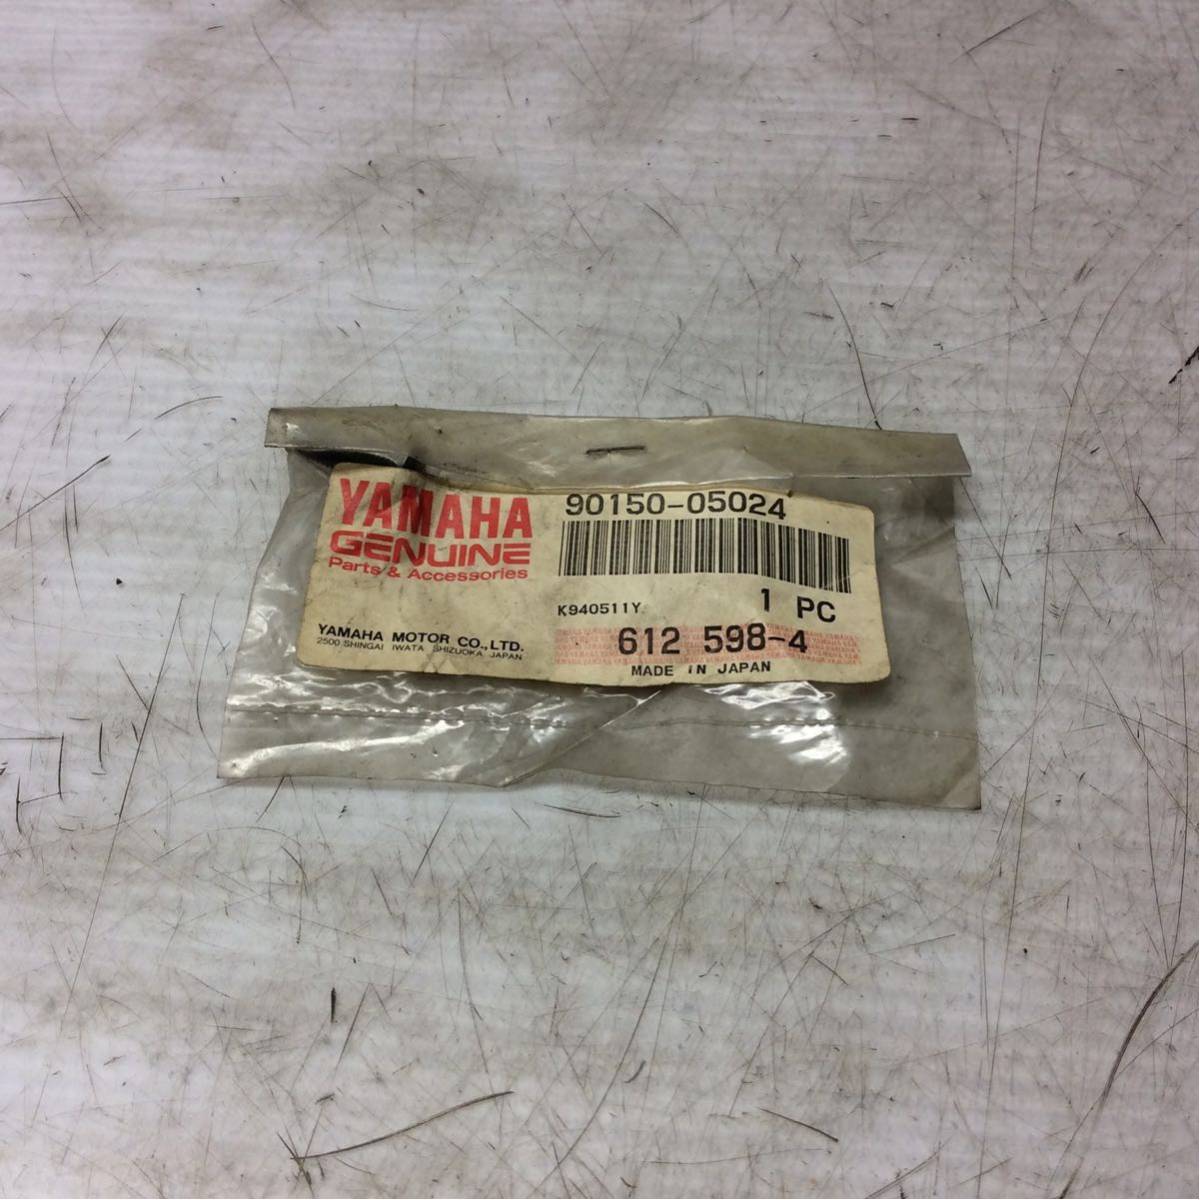 YAMAHA
GENUINE
Parts & Accessories
YAMAHA MOTOR CO.,LTD.
2500 SHINGAI IWATA SHIZUOKA JAPAN
90150-05024
K940511Y
1 PC
612 598-4
MADE IN JAPAN